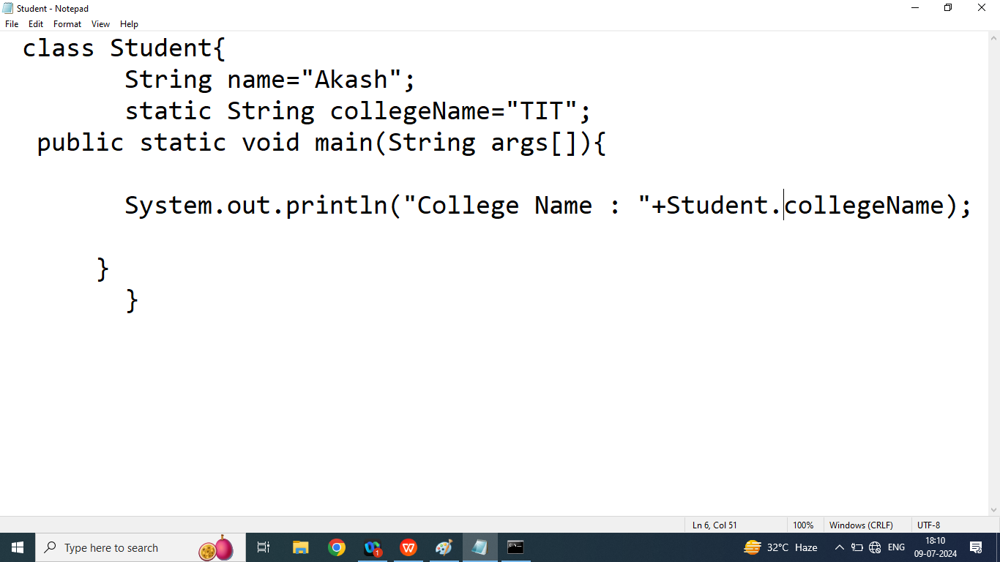 Student - Notepad
File Edit Format View Help
class Student{
String name="Akash";
static String collegeName="TIT";
public static void main(String args[]){
System.out.println("College Name : "+Student.collegeName);
}
}
Ln 6, Col 51 100% Windows (CRLF) UTF-8
Type here to search 1 W 32°C Haze ENG 18:10
09-07-2024